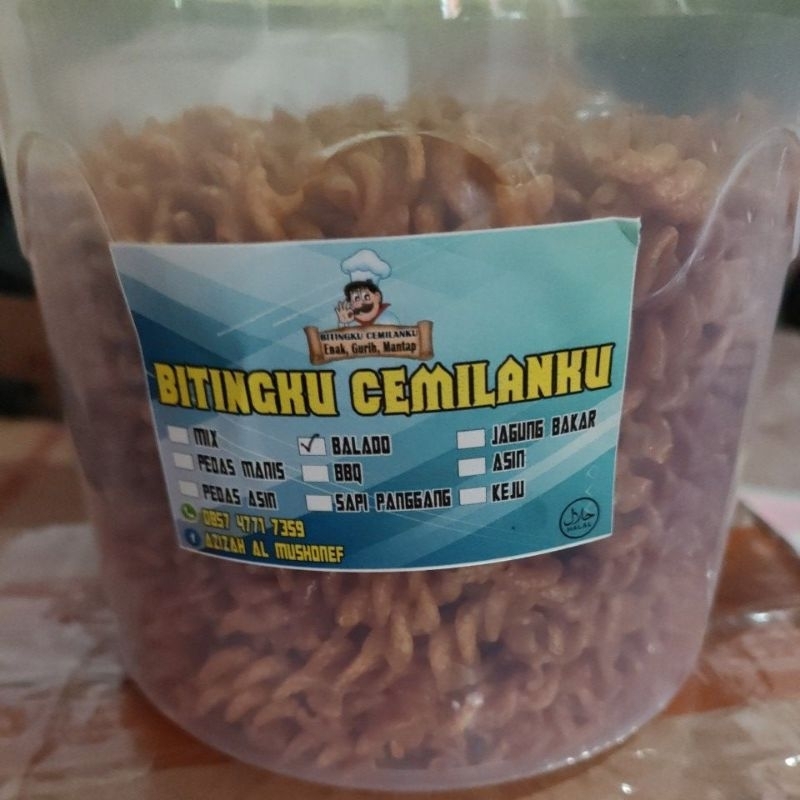 BITINGKU CEMILANKU
Enak, Gurih, Mantap
BITINGKU CEMILANKU
MIX
PEDAS MANIS
PEDAS ASIN
✓ BALADO
BBQ
SAPI PANGGANG
JAGUNG BAKAR
ASIN
KEJU
0857 4771 7359
AZIZAH AL MUSHONEF
حلال
HALAL